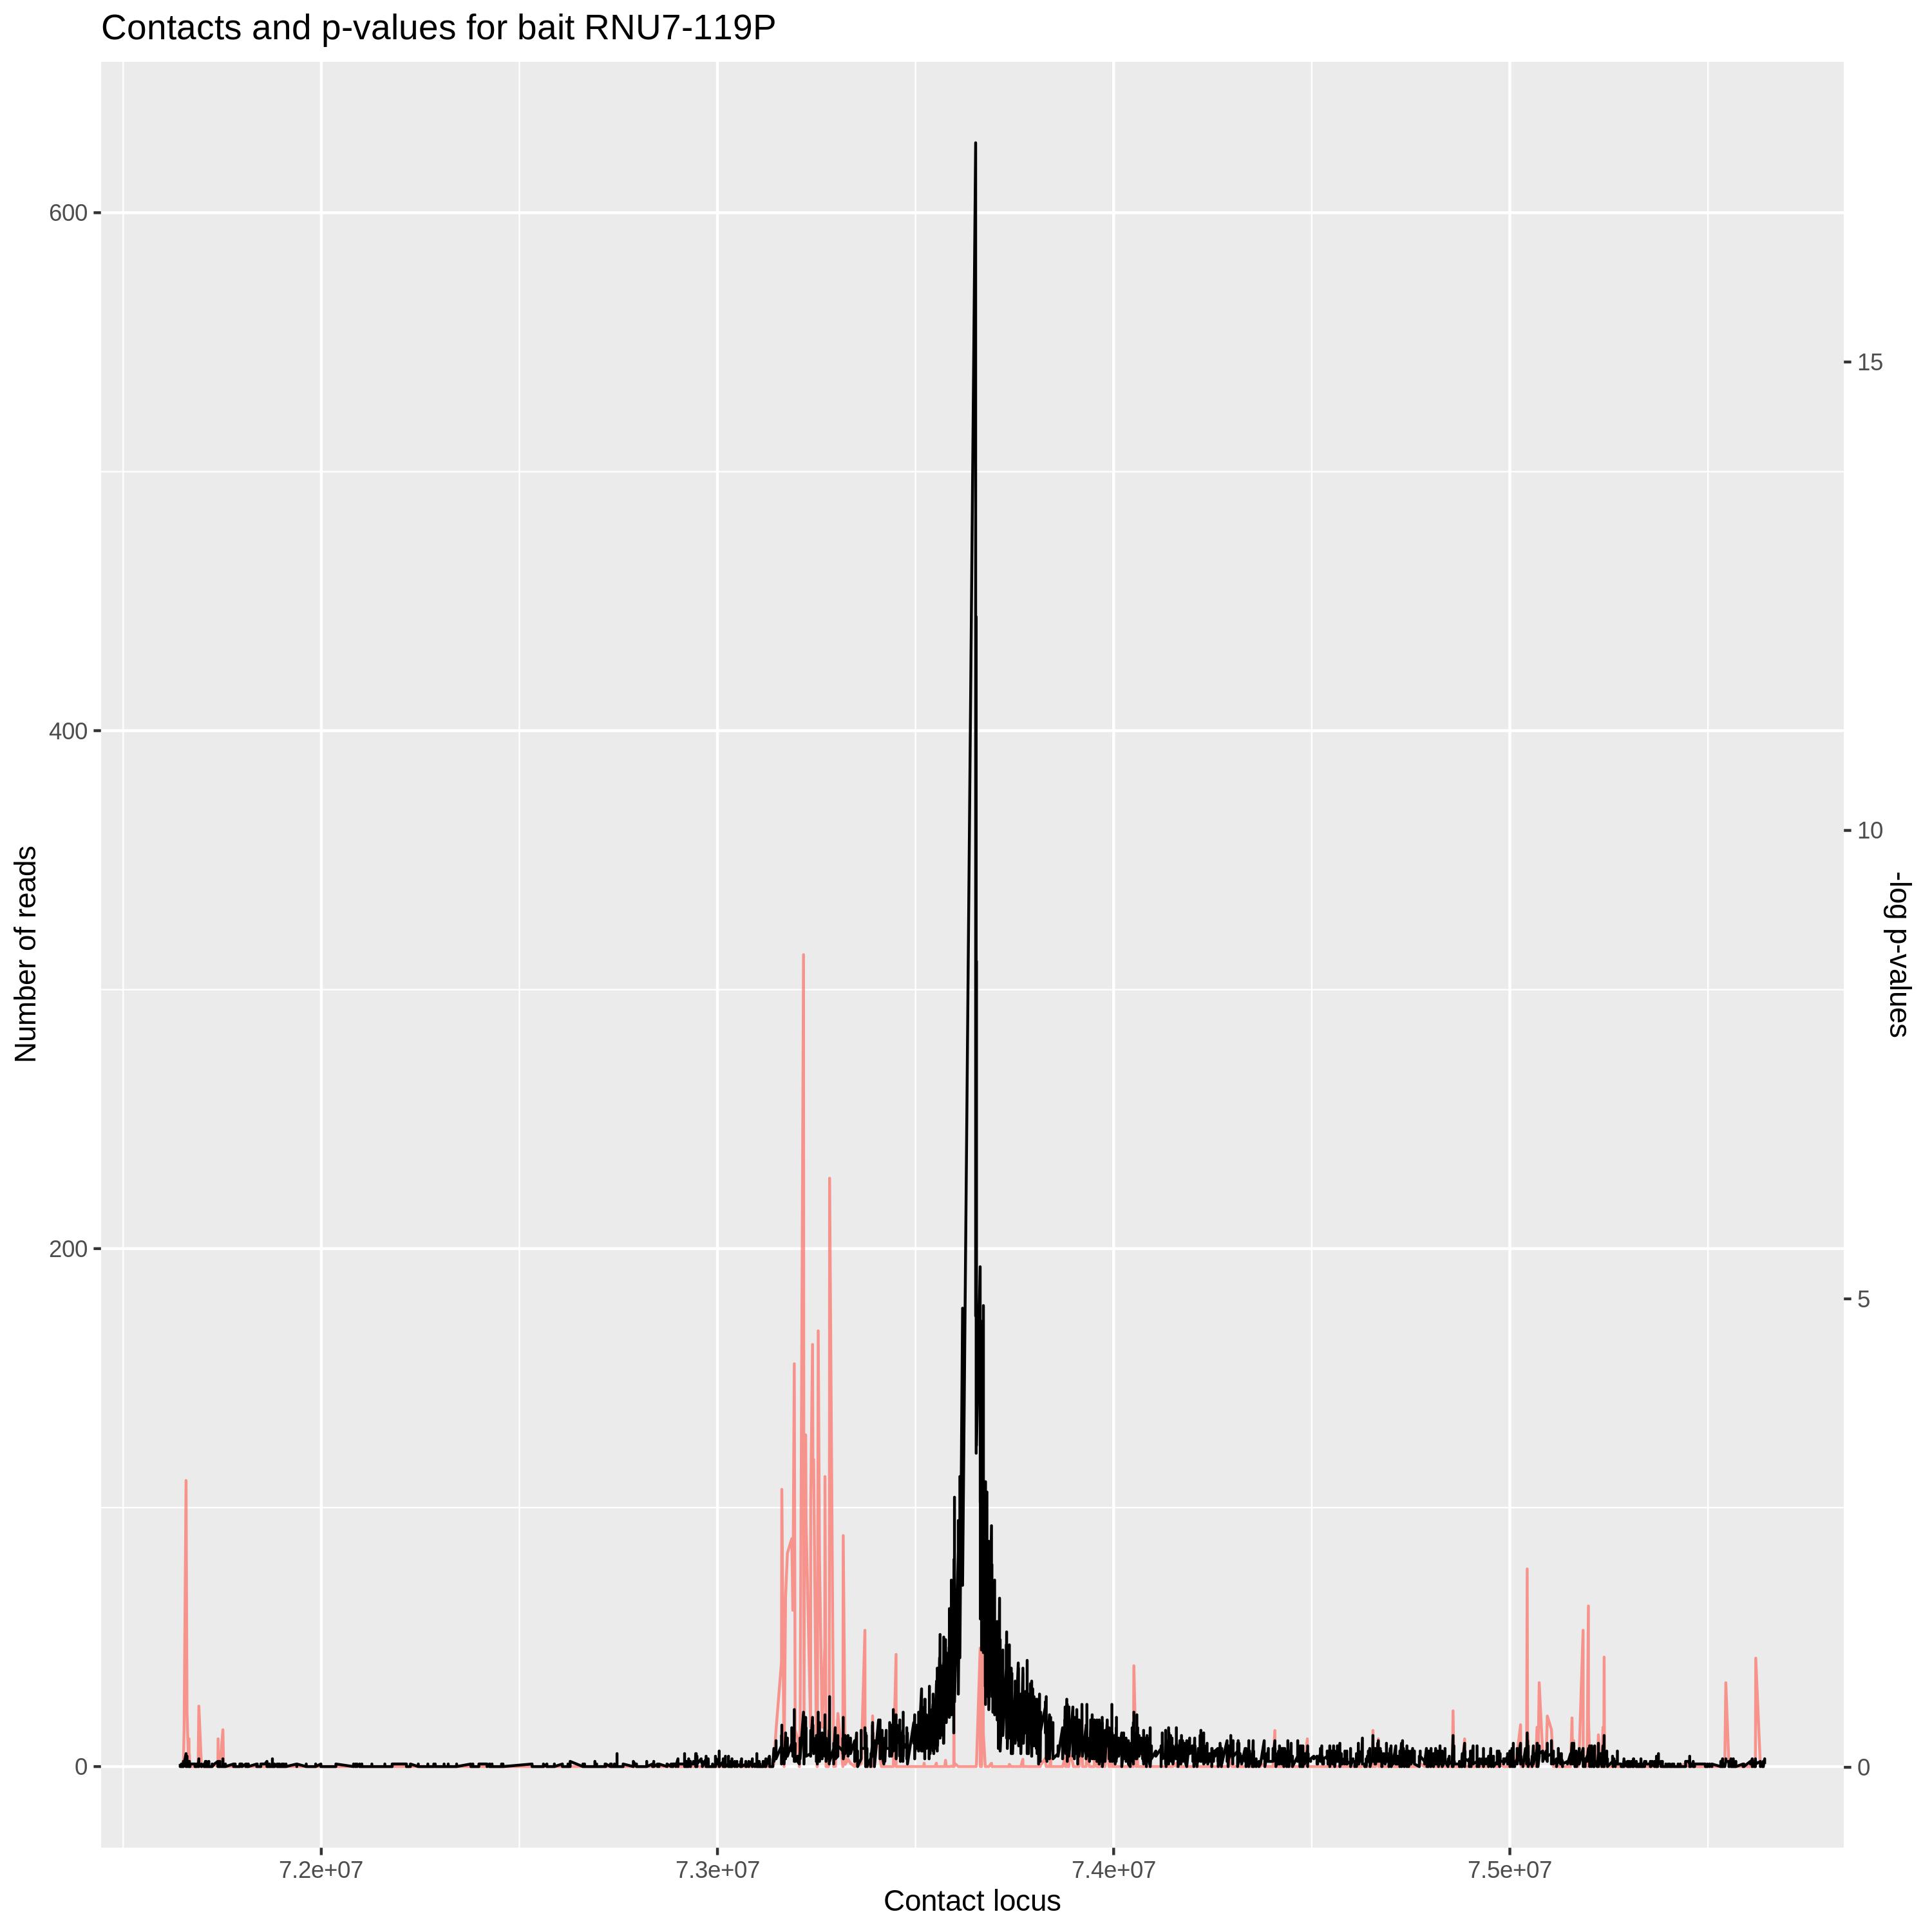 Contacts and p-values for bait RNU7-119P
600
400
200
0
15
10
5
0
Number of reads
-log p-values
7.2e+07
7.3e+07
7.4e+07
7.5e+07
Contact locus